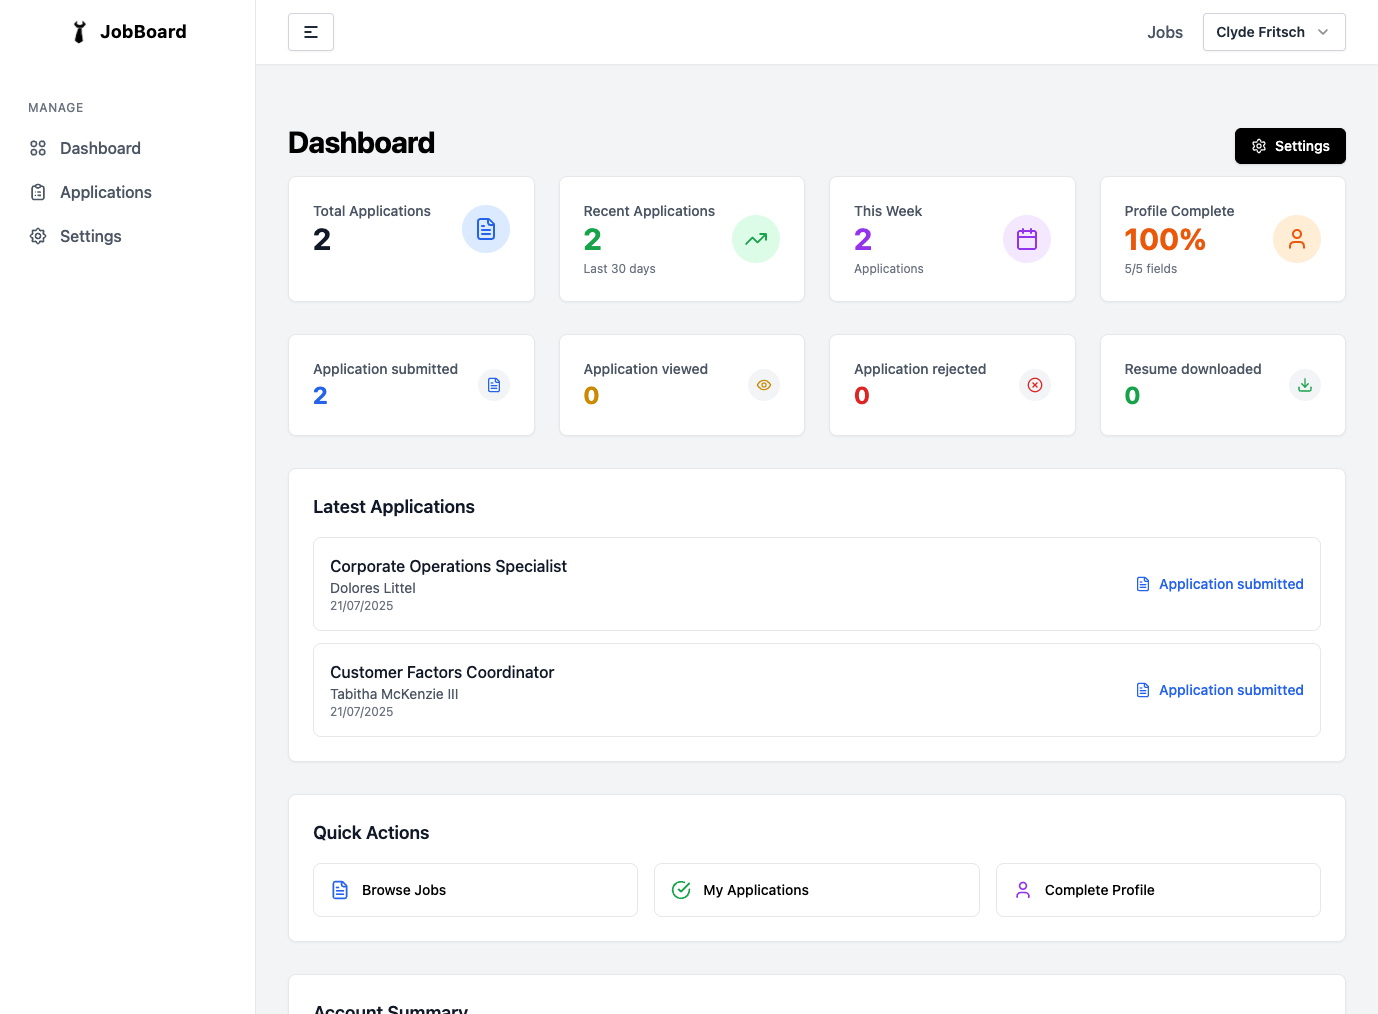 JobBoard
MANAGE
Dashboard
Applications
Settings
Jobs
Clyde Fritsch
Dashboard
Settings
Total Applications
2
Recent Applications
2
Last 30 days
This Week
2
Applications
Profile Complete
100%
5/5 fields
Application submitted
2
Application viewed
0
Application rejected
0
Resume downloaded
0
Latest Applications
Corporate Operations Specialist
Dolores Littel
21/07/2025
Application submitted
Customer Factors Coordinator
Tabitha McKenzie III
21/07/2025
Application submitted
Quick Actions
Browse Jobs
My Applications
Complete Profile
Account Summary